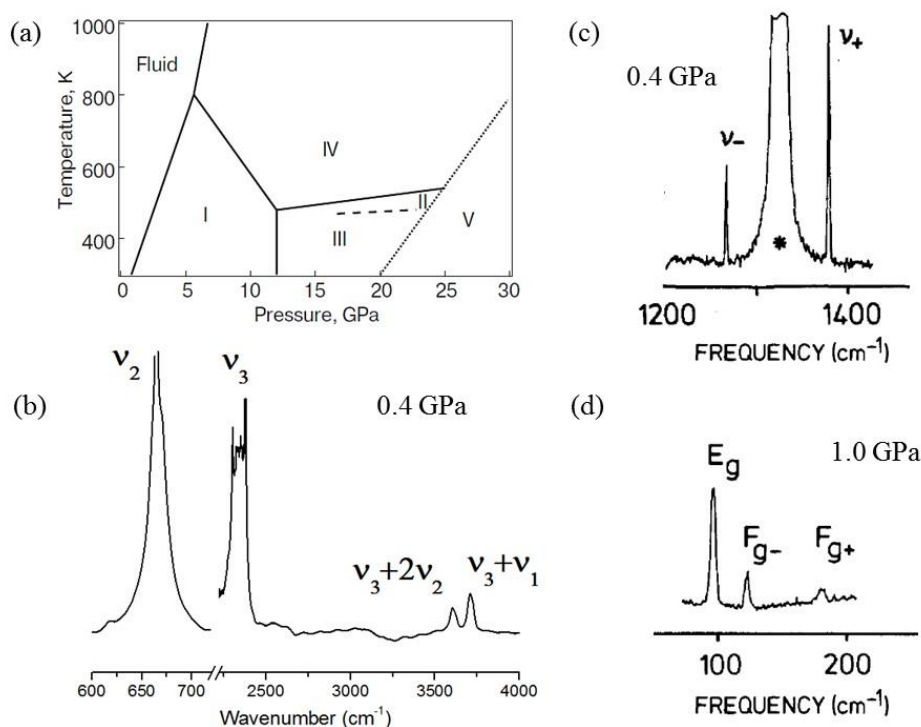 (a)
1000
800
600
400
Temperature, K
Fluid
I
IV
II
III
V
0 5 10 15 20 25 30
Pressure, GPa
(b)
ν2
ν3
0.4 GPa
ν3+2ν2
ν3+ν1
600 650 700 2500 3000 3500 4000
Wavenumber (cm-1)
(c)
0.4 GPa
ν-
ν+
*
1200 1400
FREQUENCY (cm-1)
(d)
1.0 GPa
Eg
Fg-
Fg+
100 200
FREQUENCY (cm-1)